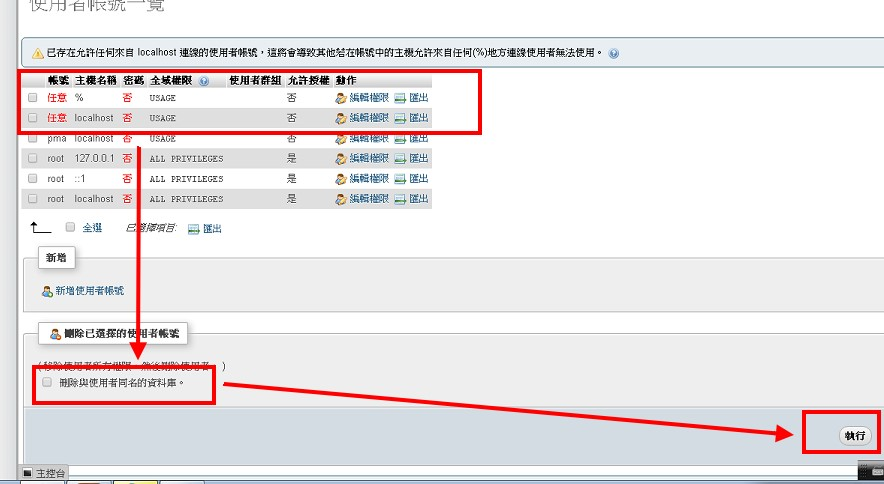 使用者帳號一覽
已存在允許任何來自 localhost 連線的使用者帳號,這將會導致其他若在帳號中的主機允許來自任何(%)地方連線使用者無法使用。
帳號 主機名稱 密碼 全域權限 使用者群組 允許授權 動作
任意 % 否 USAGE 否 編輯權限 匯出
任意 localhost 否 USAGE 否 編輯權限 匯出
pma localhost 否 USAGE 否 編輯權限 匯出
root 127.0.0.1 否 ALL PRIVILEGES 是 編輯權限 匯出
root ::1 否 ALL PRIVILEGES 是 編輯權限 匯出
root localhost 否 ALL PRIVILEGES 是 編輯權限 匯出
全選 已選擇項目: 匯出
新增
新增使用者帳號
刪除已選擇的使用者帳號
(移除使用者所有權限,然後刪除使用者。)
刪除與使用者同名的資料庫。
執行
主控台